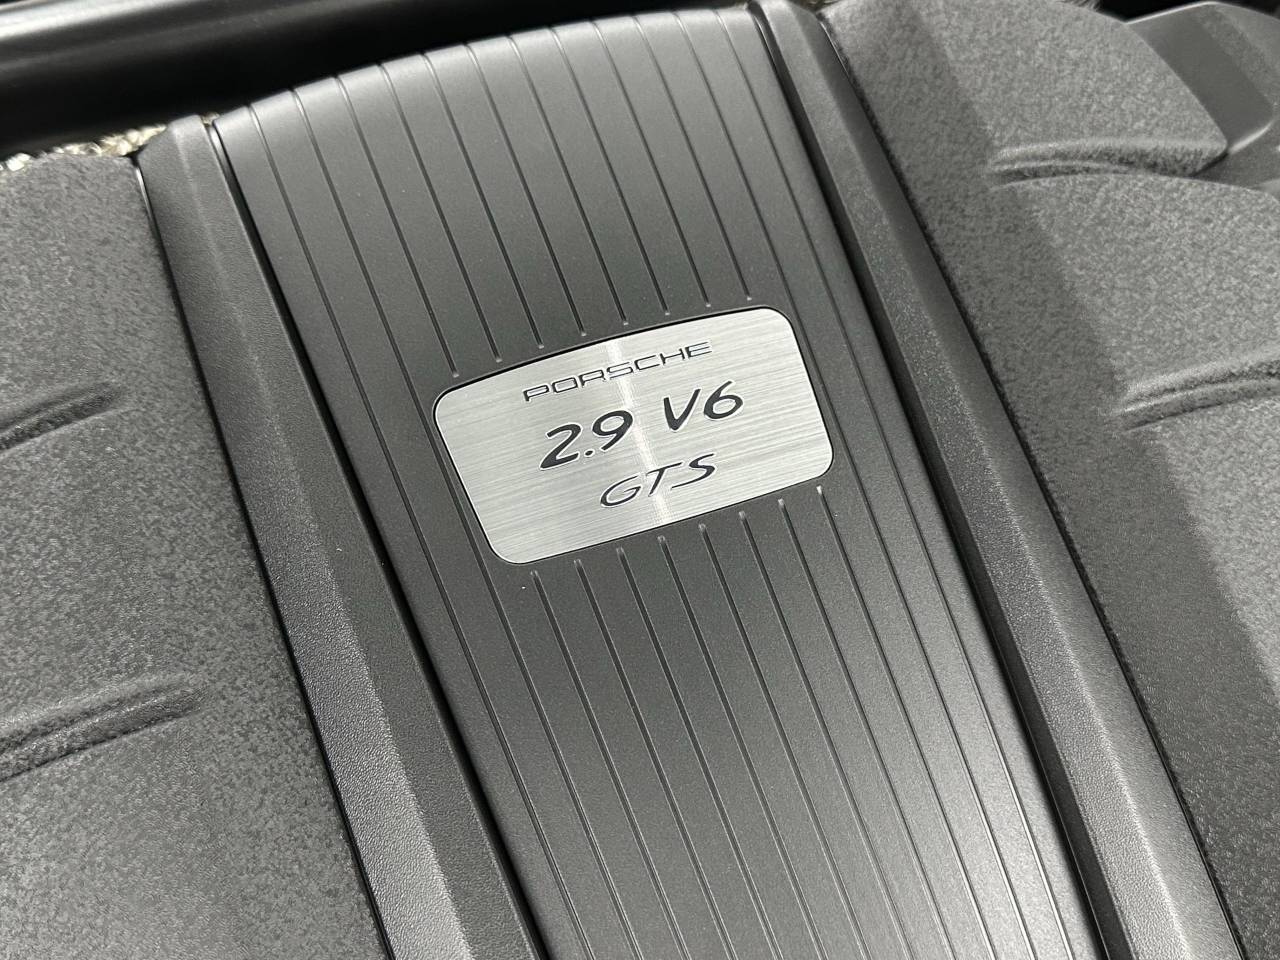 PORSCHE
2.9 V6
GTS